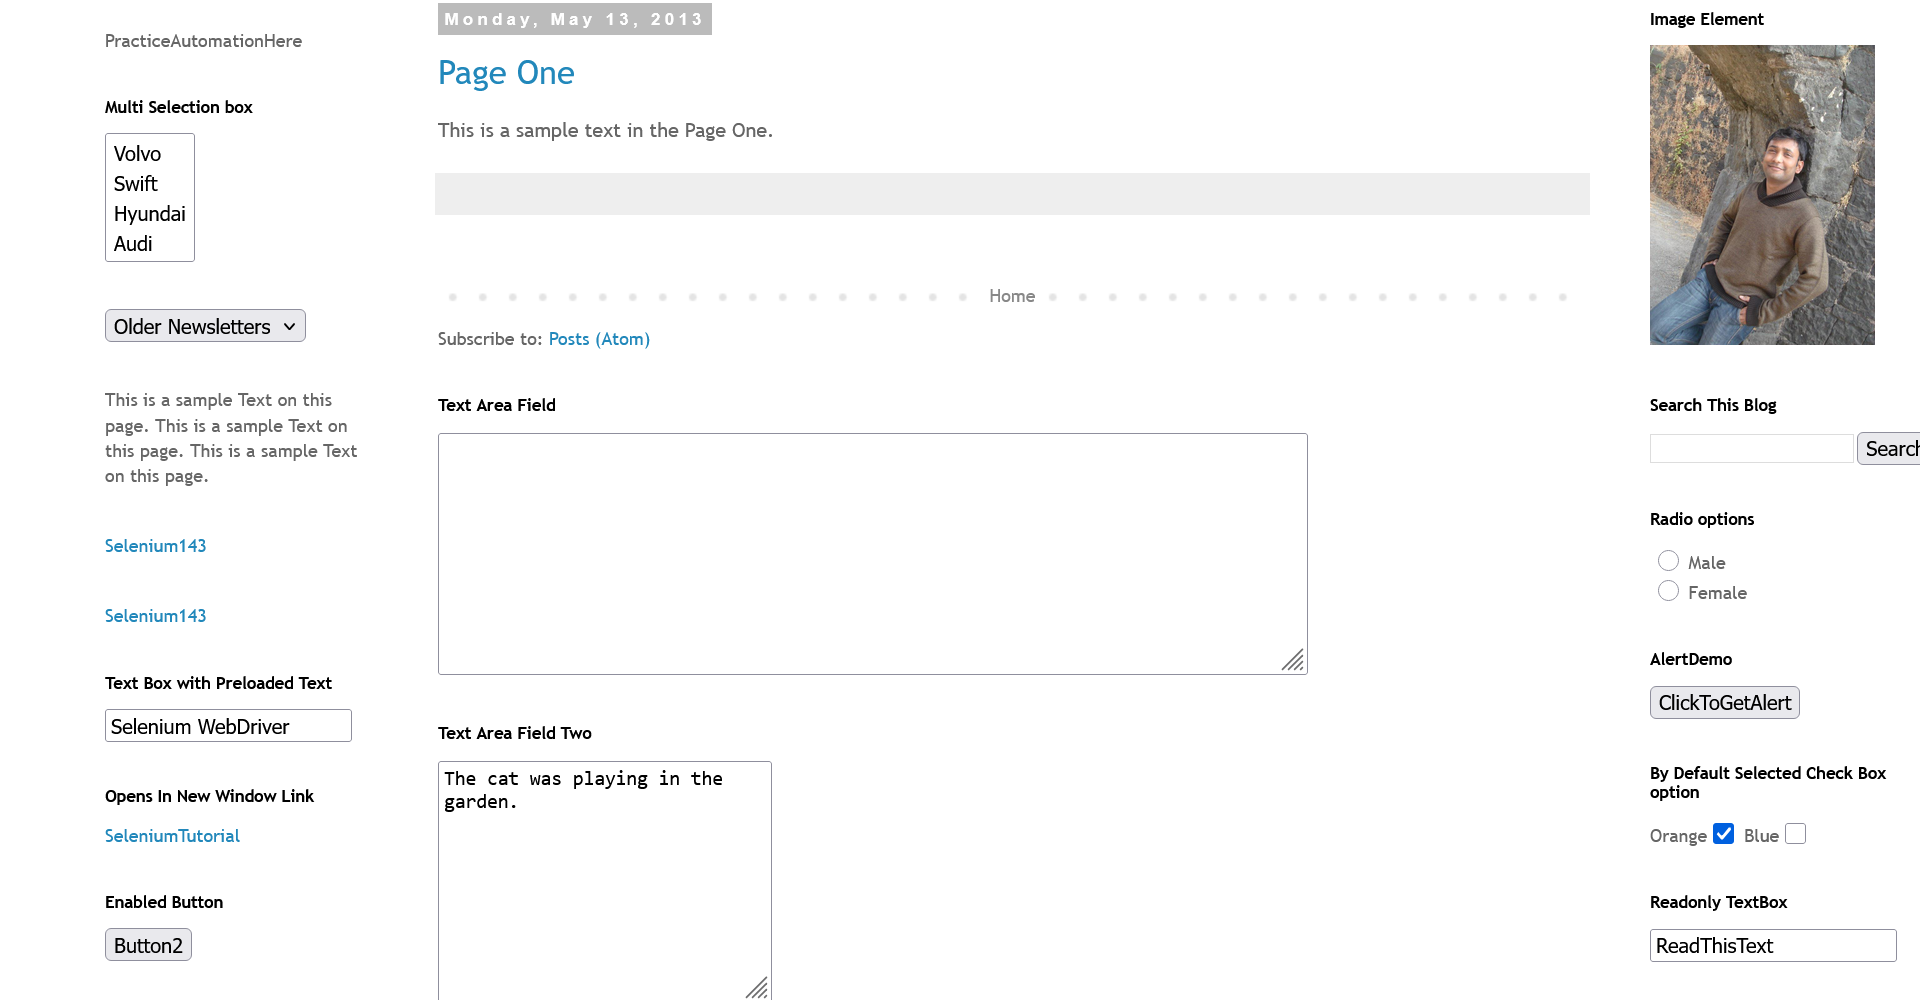 PracticeAutomationHere
Multi Selection box
Volvo
Swift
Hyundai
Audi
Older Newsletters
This is a sample Text on this
page. This is a sample Text on
this page. This is a sample Text
on this page.
Selenium143
Selenium143
Text Box with Preloaded Text
Selenium WebDriver
Opens In New Window Link
SeleniumTutorial
Enabled Button
Button2
Monday, May 13, 2013
Page One
This is a sample text in the Page One.
Home
Subscribe to: Posts (Atom)
Text Area Field
Text Area Field Two
The cat was playing in the
garden.
Image Element
Search This Blog
Search
Radio options
Male
Female
AlertDemo
ClickToGetAlert
By Default Selected Check Box
option
Orange Blue
Readonly TextBox
ReadThisText